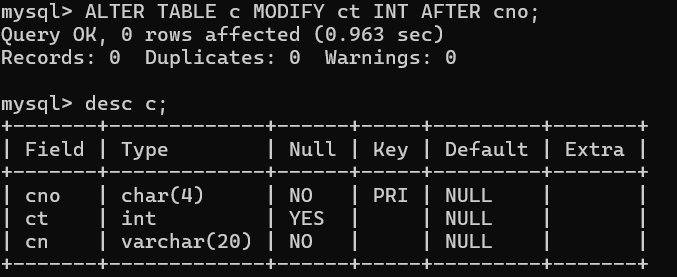 mysql> ALTER TABLE c MODIFY ct INT AFTER cno;
Query OK, 0 rows affected (0.963 sec)
Records: 0  Duplicates: 0  Warnings: 0

mysql> desc c;
+-------+-------------+------+-----+---------+-------+
| Field | Type        | Null | Key | Default | Extra |
+-------+-------------+------+-----+---------+-------+
| cno   | char(4)     | NO   | PRI | NULL    |       |
| ct    | int         | YES  |     | NULL    |       |
| cn    | varchar(20) | NO   |     | NULL    |       |
+-------+-------------+------+-----+---------+-------+